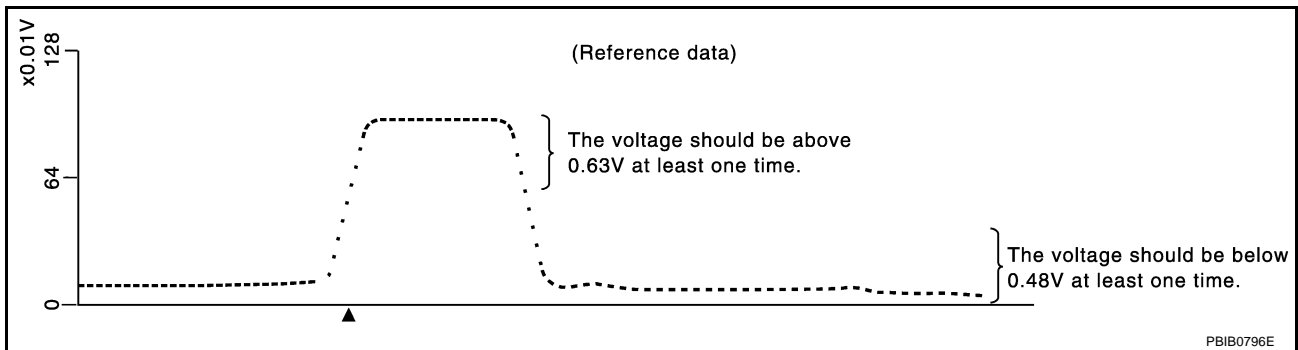 x0.01V
128
(Reference data)
The voltage should be above
0.63V at least one time.
64
The voltage should be below
0.48V at least one time.
0
PBIB0796E